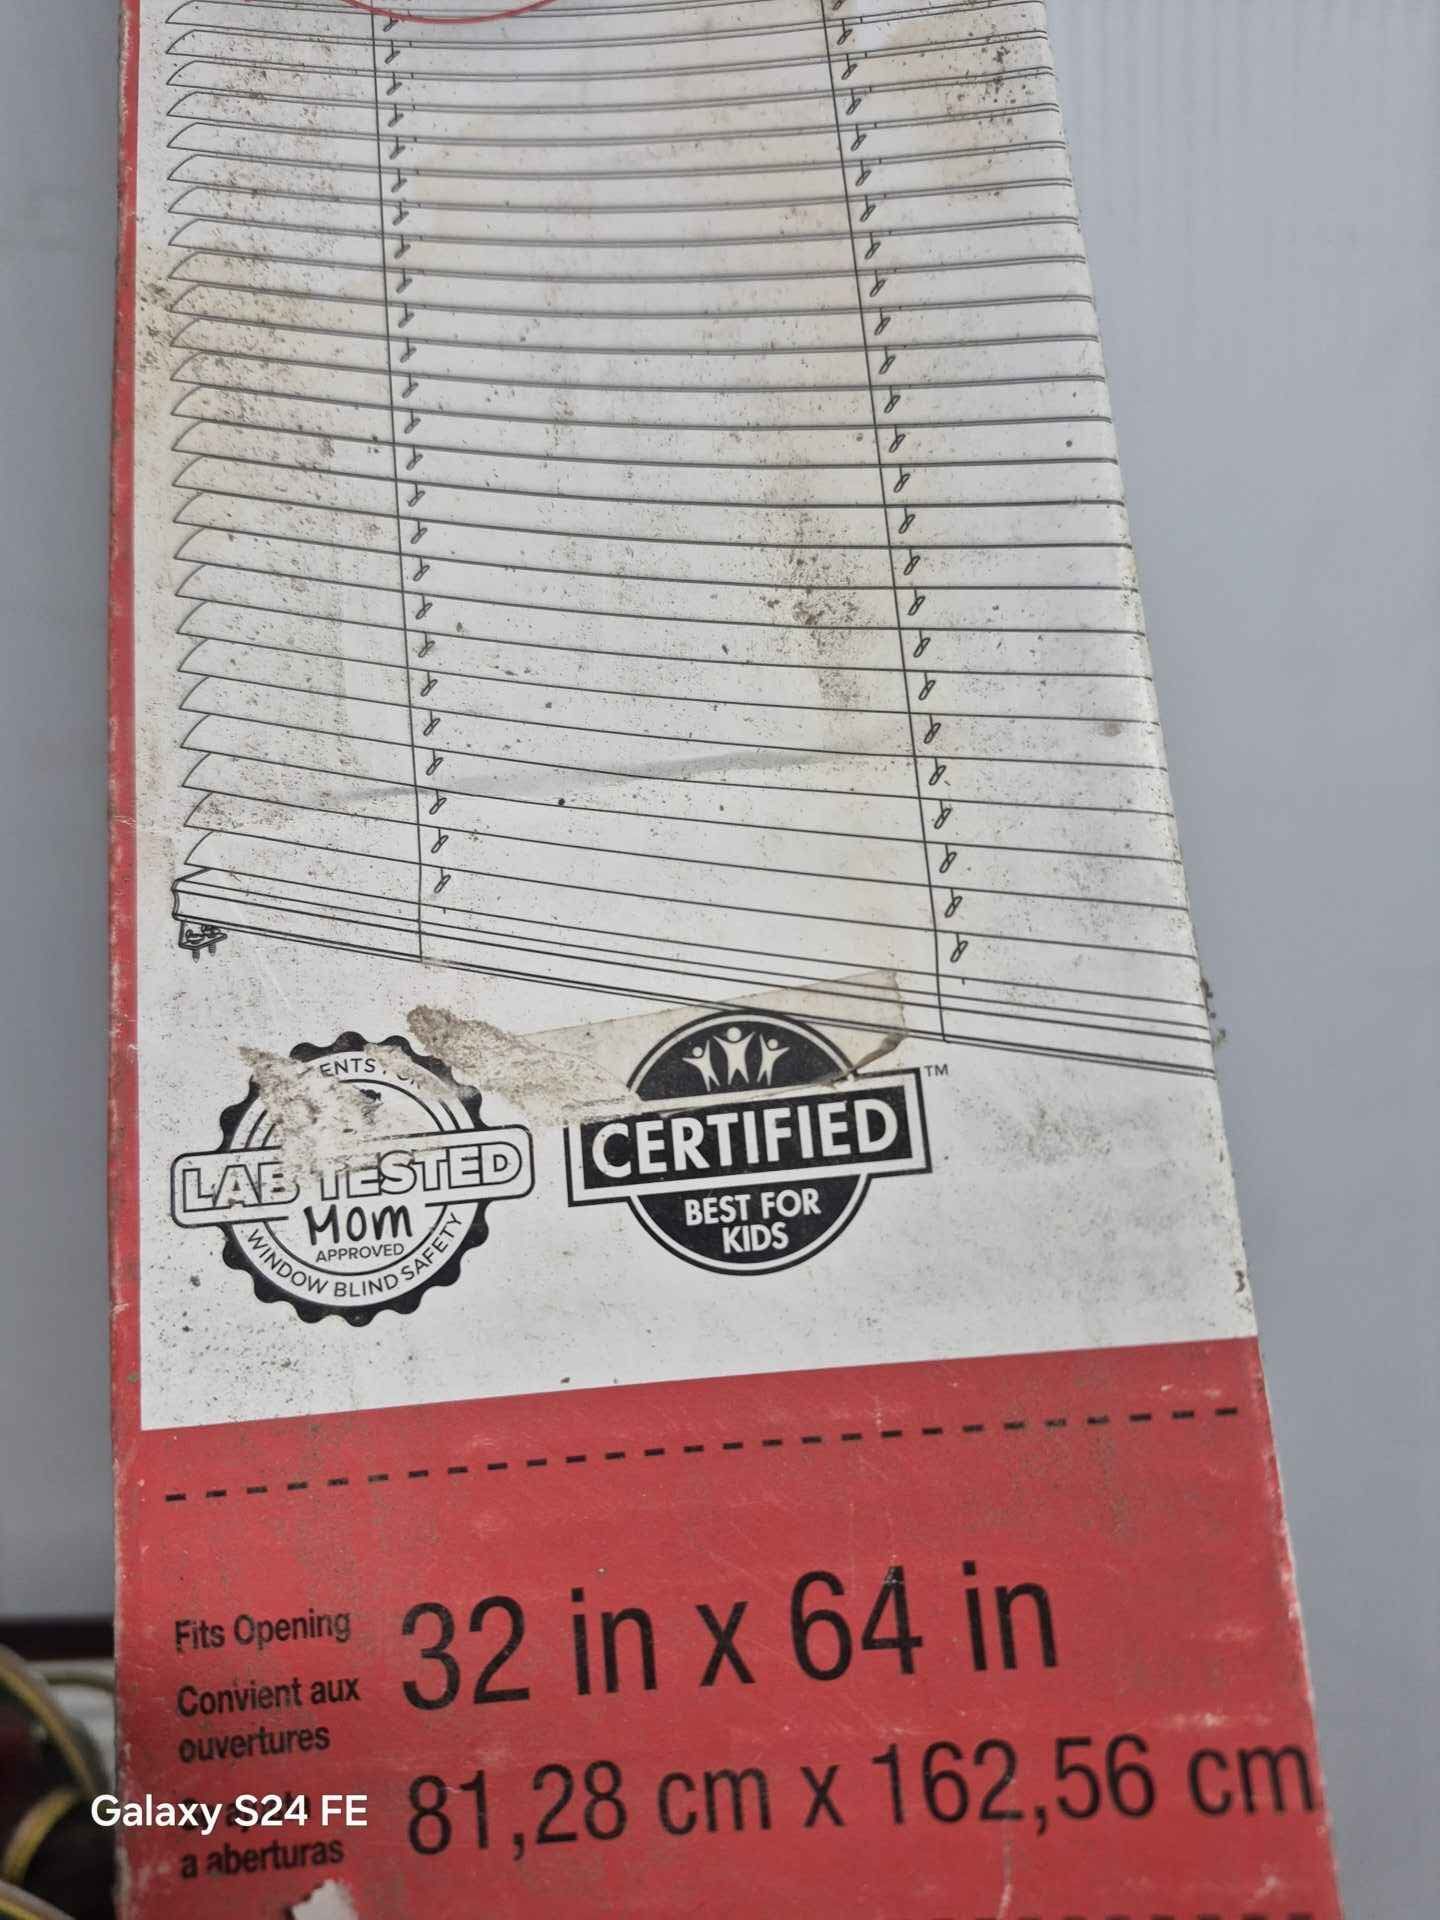 LAB TESTED
Mom
APPROVED
WINDOW BLIND SAFETY
CERTIFIED
TM
BEST FOR
KIDS
Fits Opening
32 in x 64 in
Convient aux
ouvertures
81,28 cm x 162,56 cm
a aberturas
Galaxy S24 FE